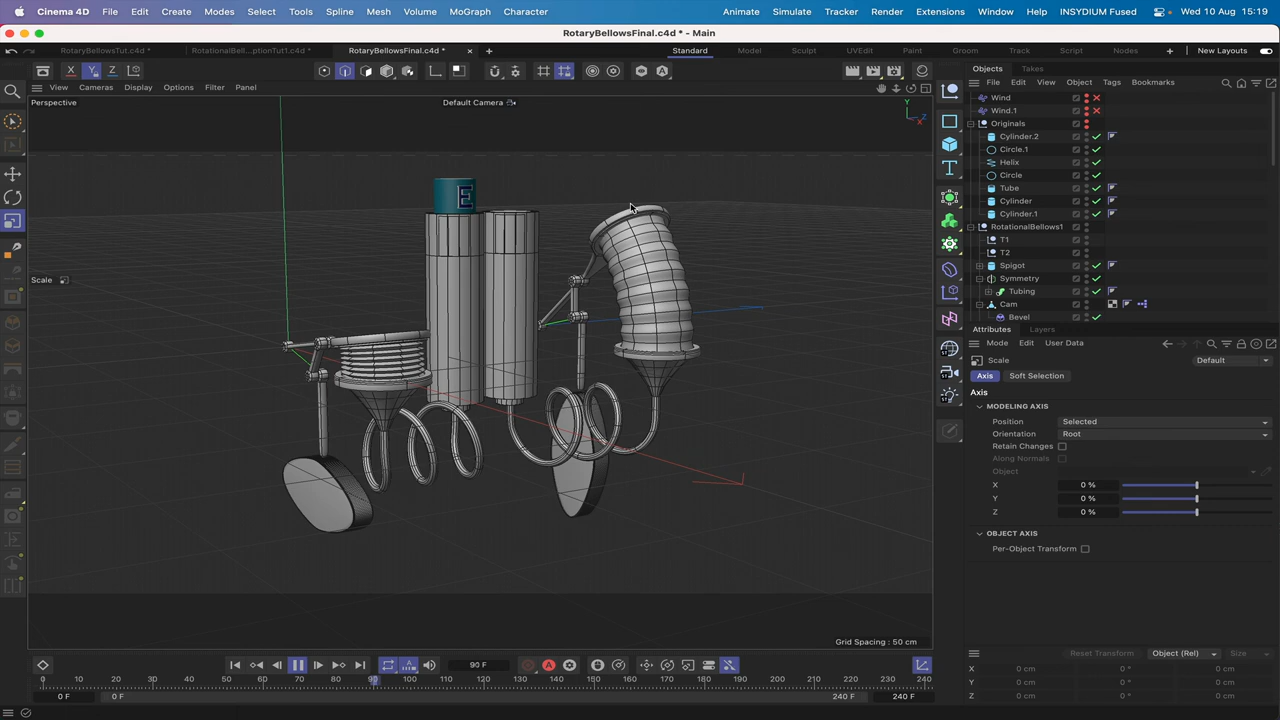 Cinema 4D File Edit Create Modes Select Tools Spline Mesh Volume MoGraph Character Animate Simulate Tracker Render Extensions Window Help INSYDIUM Fused Wed 10 Aug 15:19
RotaryBellowsFinal.c4d * - Main
RotaryBellowsTut.c4d * RotationalBell...ptionTut1.c4d * RotaryBellowsFinal.c4d * Standard Model Sculpt UVEdit Paint Groom Track Script Nodes New Layouts
X Y Z
Objects Takes
View Cameras Display Options Filter Panel
File Edit View Object Tags Bookmarks
Perspective
Default Camera
Wind
Wind.1
Originals
Cylinder.2
Circle.1
Helix
Circle
Tube
Cylinder
Cylinder.1
RotationalBellows1
T1
T2
Spigot
Symmetry
Tubing
Cam
Bevel
Y
Z
X
E
Scale
Attributes Layers
Mode Edit User Data
Scale Default
Axis Soft Selection
Axis
MODELING AXIS
Position Selected
Orientation Root
Retain Changes
Along Normals
Object
X 0 %
Y 0 %
Z 0 %
OBJECT AXIS
Per-Object Transform
Grid Spacing : 50 cm
Reset Transform Object (Rel) Size
X 0 cm 0 ° 0 cm
Y 0 cm 0 ° 0 cm
Z 0 cm 0 ° 0 cm
90 F
0 10 20 30 40 50 60 70 80 90 100 110 120 130 140 150 160 170 180 190 200 210 220 230 240
0 F 0 F 240 F 240 F